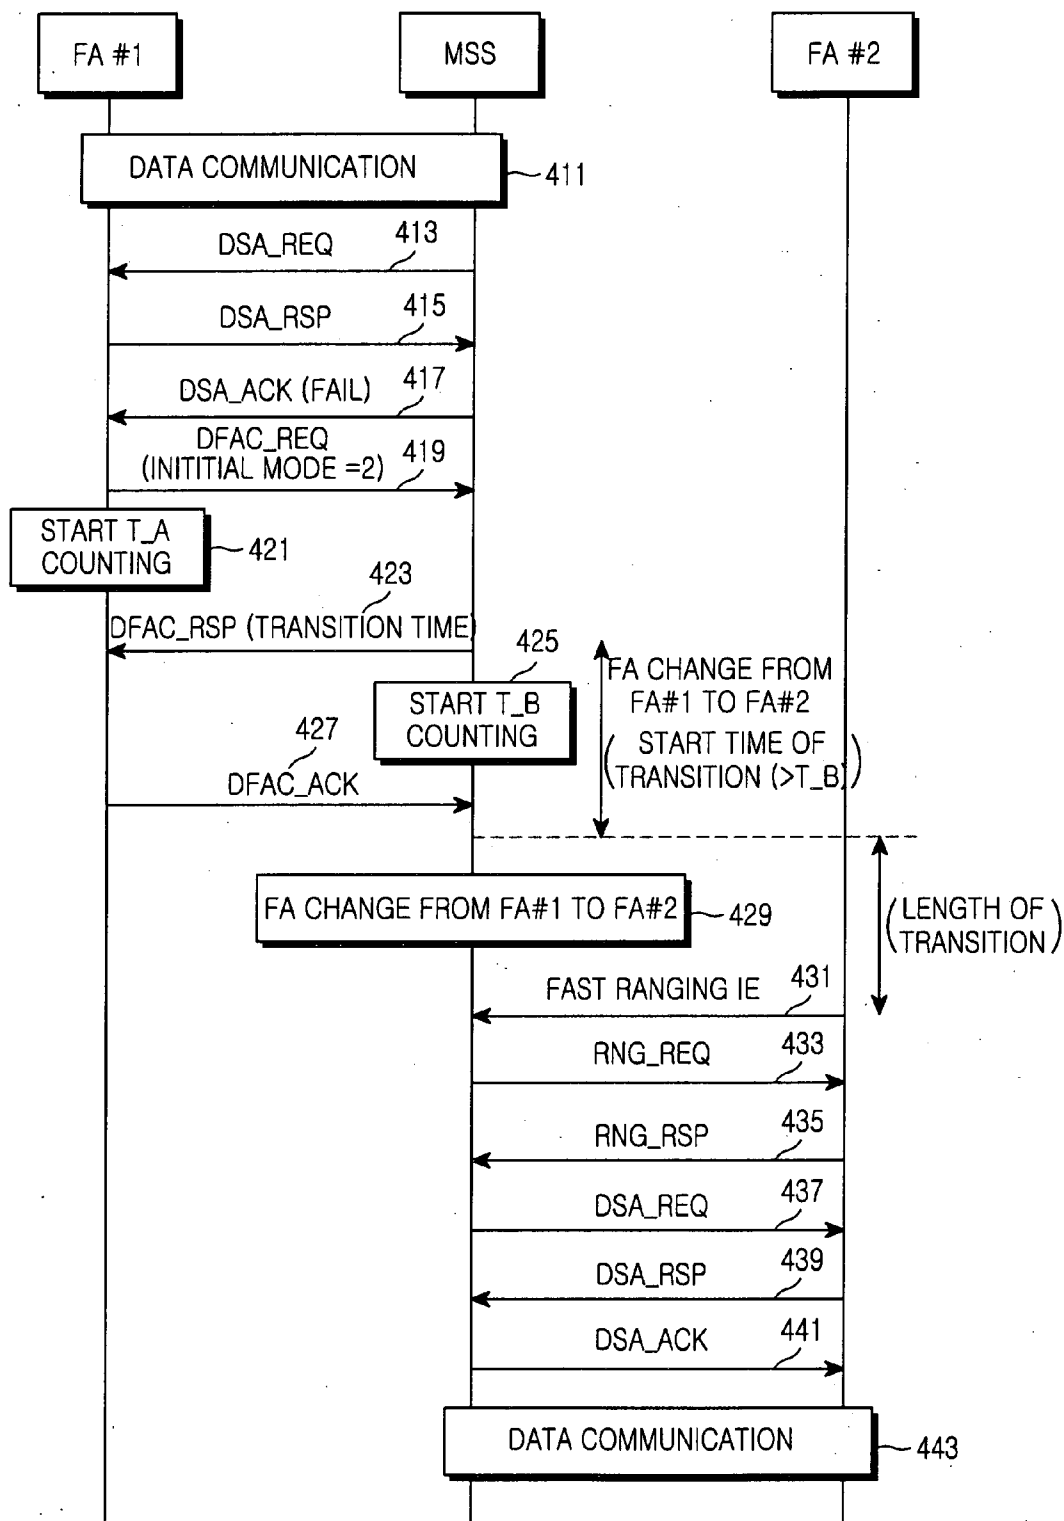 FA #1
MSS
FA #2
DATA COMMUNICATION
411
DSA_REQ
413
DSA_RSP
415
DSA_ACK (FAIL)
417
DFAC_REQ
(INITITIAL MODE =2)
419
START T_A
COUNTING
421
423
DFAC_RSP (TRANSITION TIME)
425
START T_B
COUNTING
FA CHANGE FROM
FA#1 TO FA#2
(START TIME OF
TRANSITION (>T_B))
427
DFAC_ACK
FA CHANGE FROM FA#1 TO FA#2
429
(LENGTH OF
TRANSITION)
FAST RANGING IE
431
RNG_REQ
433
RNG_RSP
435
DSA_REQ
437
DSA_RSP
439
DSA_ACK
441
DATA COMMUNICATION
443